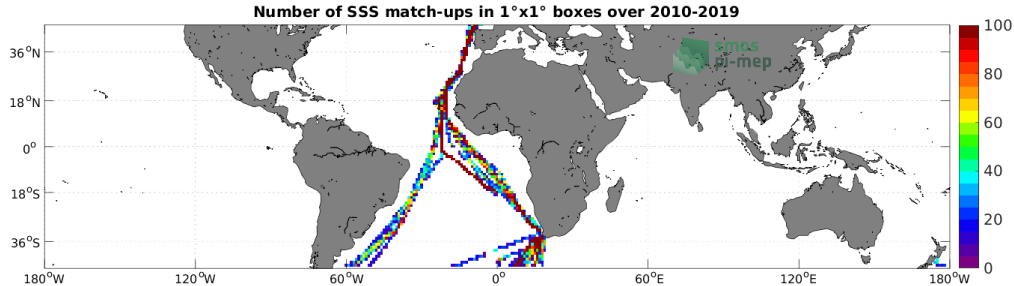 Number of SSS match-ups in 1°x1° boxes over 2010-2019
smos
pi-mep
36°N
18°N
0°
18°S
36°S
180°W 120°W 60°W 0° 60°E 120°E 180°W
100
80
60
40
20
0